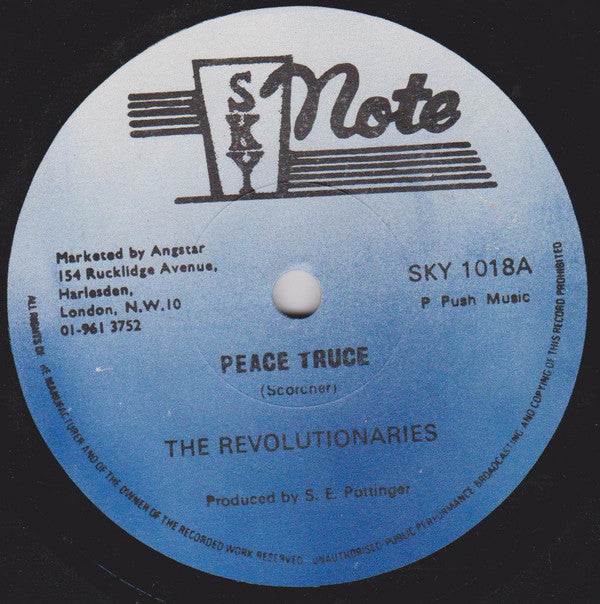 SKY Note
Marketed by Angstar
154 Rucklidge Avenue,
Harlesden,
London, N.W.10
01-961 3752
SKY 1018A
P Push Music
PEACE TRUCE
(Scorcher)
THE REVOLUTIONARIES
Produced by S. E. Pottinger
ALL RIGHTS OF THE MANUFACTURER AND OF THE OWNER OF THE RECORDED WORK RESERVED. UNAUTHORISED PUBLIC PERFORMANCE BROADCASTING AND COPYING OF THIS RECORD PROHIBITED